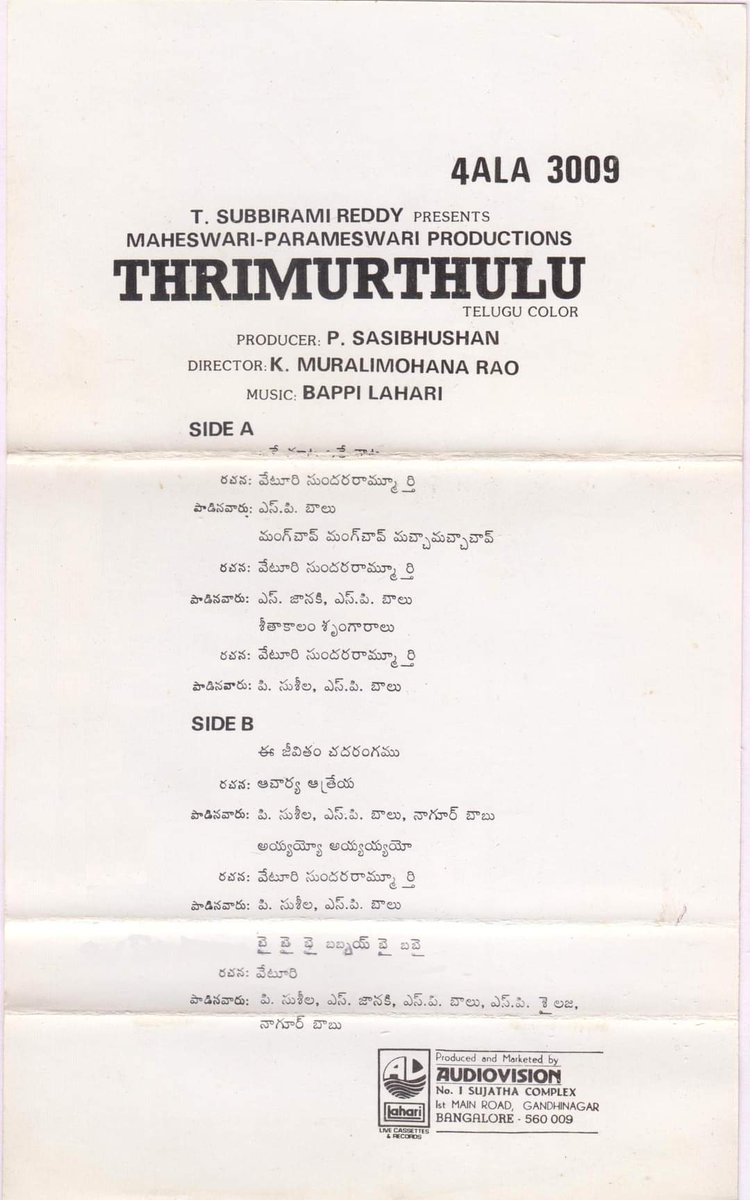 4ALA 3009
T. SUBBIRAMI REDDY PRESENTS
MAHESWARI-PARAMESWARI PRODUCTIONS
THRIMURTHULU
TELUGU COLOR
PRODUCER: P. SASIBHUSHAN
DIRECTOR: K. MURALIMOHANA RAO
MUSIC: BAPPI LAHARI
SIDE A
రచన: వేటూరి సుందరరామ్మూర్తి
పాడినవారు: ఎస్.పి. బాలు
మంగ్‌చావ్ మంగ్‌చావ్ మచ్చామచ్చాచావ్
రచన: వేటూరి సుందరరామ్మూర్తి
పాడినవారు: ఎస్. జానకి, ఎస్.పి. బాలు
శీతాకాలం శృంగారాలు
రచన: వేటూరి సుందరరామ్మూర్తి
పాడినవారు: పి. సుశీల, ఎస్.పి. బాలు
SIDE B
ఈ జీవితం చదరంగము
రచన: ఆచార్య ఆత్రేయ
పాడినవారు: పి. సుశీల, ఎస్.పి. బాలు, నాగూర్ బాబు
అయ్యయ్యో అయ్యయ్యయో
రచన: వేటూరి సుందరరామ్మూర్తి
పాడినవారు: పి. సుశీల, ఎస్.పి. బాలు
బై బై బై బబ్బయ్ బై బబై
రచన: వేటూరి
పాడినవారు: పి. సుశీల, ఎస్. జానకి, ఎస్.పి. బాలు, ఎస్.పి. శైలజ,
నాగూర్ బాబు
Produced and Marketed by
AUDIOVISION
No. 1 SUJATHA COMPLEX
1st MAIN ROAD, GANDHINAGAR
BANGALORE - 560 009
lahari
LIVE CASSETTES
& RECORDS